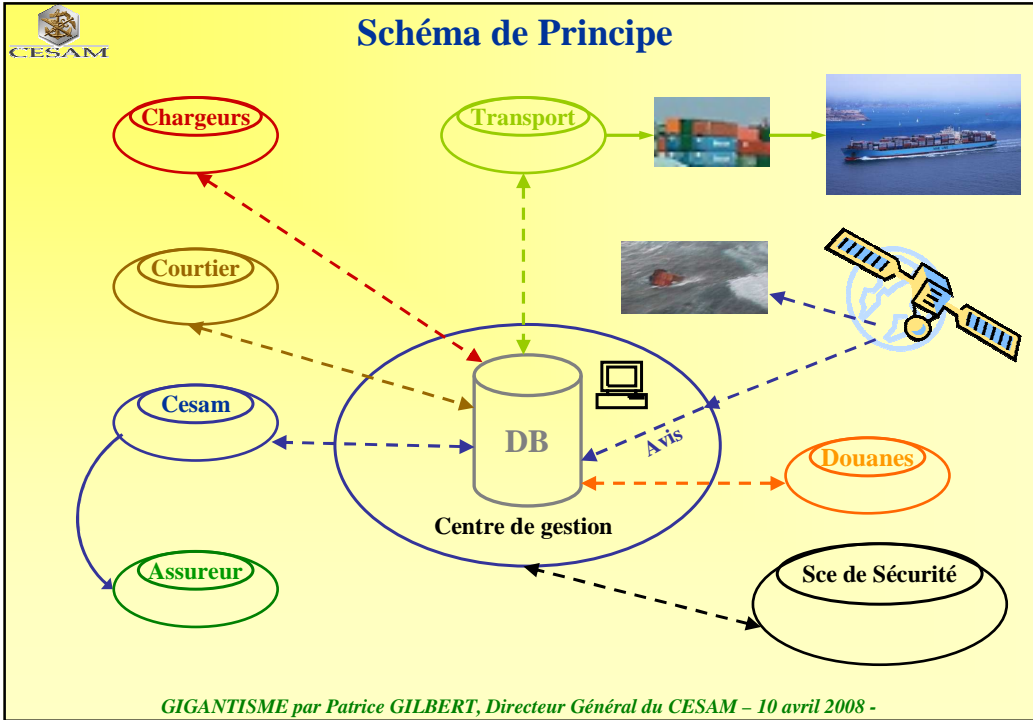 CESAM
Schéma de Principe
Chargeurs
Transport
Courtier
Cesam
DB
Avis
Douanes
Centre de gestion
Assureur
Sce de Sécurité
GIGANTISME par Patrice GILBERT, Directeur Général du CESAM – 10 avril 2008 -